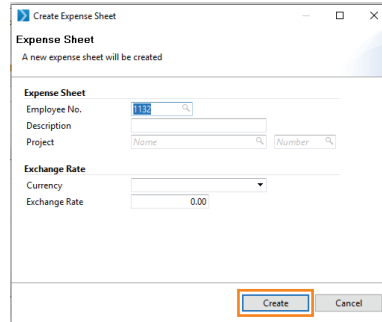 Create Expense Sheet
Expense Sheet
A new expense sheet will be created
Expense Sheet
Employee No. 1132
Description
Project Name Number
Exchange Rate
Currency
Exchange Rate 0.00
Create Cancel